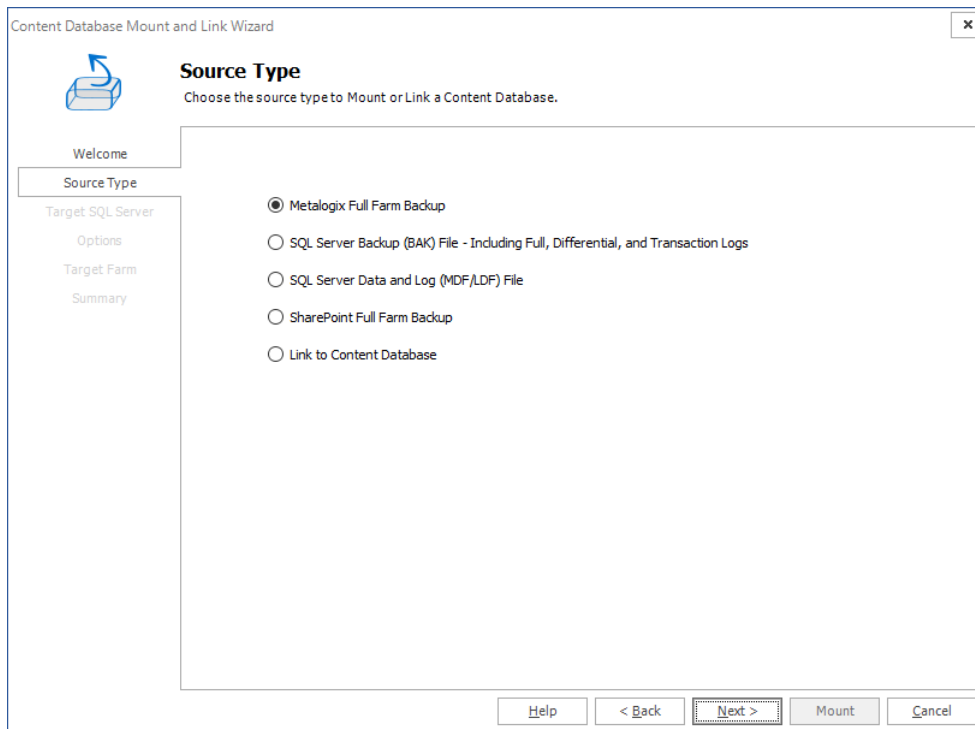 Content Database Mount and Link Wizard
Source Type
Choose the source type to Mount or Link a Content Database.
Welcome
Source Type
Target SQL Server
Options
Target Farm
Summary
Metalogix Full Farm Backup
SQL Server Backup (BAK) File - Including Full, Differential, and Transaction Logs
SQL Server Data and Log (MDF/LDF) File
SharePoint Full Farm Backup
Link to Content Database
Help
< Back
Next >
Mount
Cancel